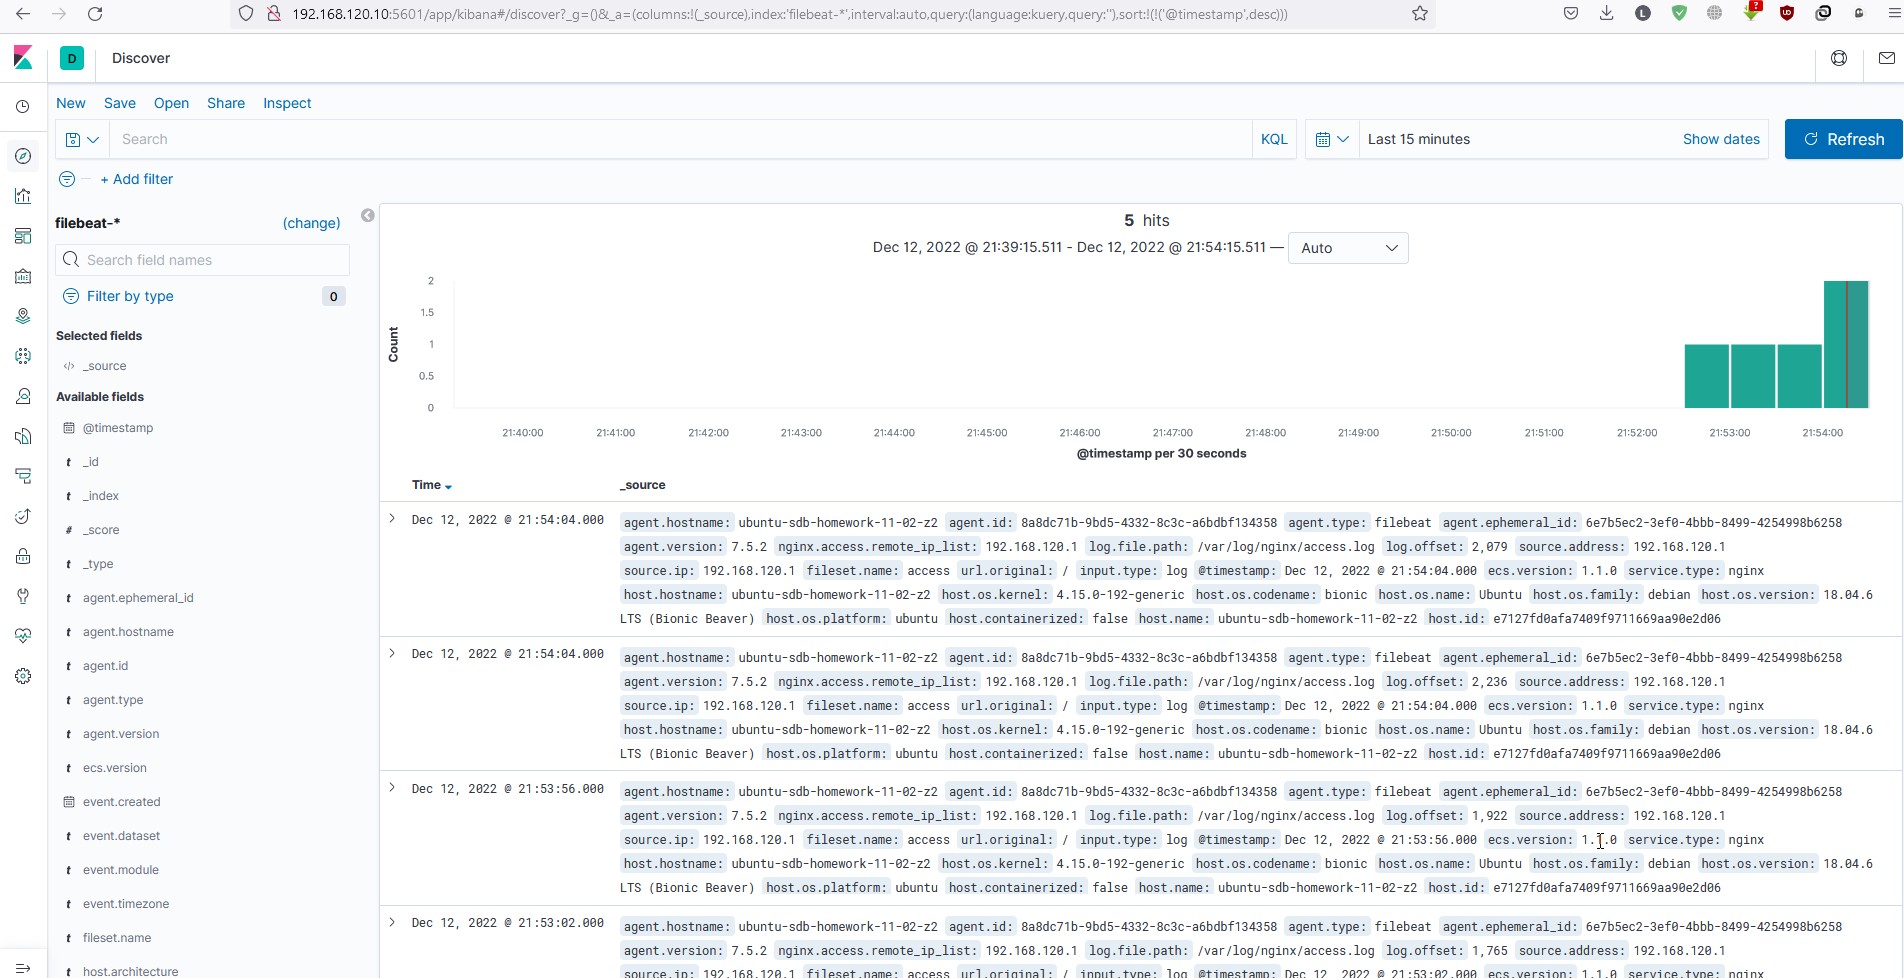 192.168.120.10:5601/app/kibana#/discover?_g=()&_a=(columns:!(_source),index:'filebeat-*',interval:auto,query:(language:kuery,query:''),sort:!(!('@timestamp',desc)))
L
?
D Discover
New Save Open Share Inspect
Search KQL Last 15 minutes Show dates Refresh
+ Add filter
filebeat-* (change)
Search field names
Filter by type 0
Selected fields
</> _source
Available fields
@timestamp
t _id
t _index
# _score
t _type
t agent.ephemeral_id
t agent.hostname
t agent.id
t agent.type
t agent.version
t ecs.version
event.created
t event.dataset
t event.module
t event.timezone
t fileset.name
host.architecture
5 hits
Dec 12, 2022 @ 21:39:15.511 - Dec 12, 2022 @ 21:54:15.511 — Auto
Count
2
1.5
1
0.5
0
21:40:00 21:41:00 21:42:00 21:43:00 21:44:00 21:45:00 21:46:00 21:47:00 21:48:00 21:49:00 21:50:00 21:51:00 21:52:00 21:53:00 21:54:00
@timestamp per 30 seconds
Time _source
Dec 12, 2022 @ 21:54:04.000 agent.hostname: ubuntu-sdb-homework-11-02-z2 agent.id: 8a8dc71b-9bd5-4332-8c3c-a6bdbf134358 agent.type: filebeat agent.ephemeral_id: 6e7b5ec2-3ef0-4bbb-8499-4254998b6258
agent.version: 7.5.2 nginx.access.remote_ip_list: 192.168.120.1 log.file.path: /var/log/nginx/access.log log.offset: 2,079 source.address: 192.168.120.1
source.ip: 192.168.120.1 fileset.name: access url.original: / input.type: log @timestamp: Dec 12, 2022 @ 21:54:04.000 ecs.version: 1.1.0 service.type: nginx
host.hostname: ubuntu-sdb-homework-11-02-z2 host.os.kernel: 4.15.0-192-generic host.os.codename: bionic host.os.name: Ubuntu host.os.family: debian host.os.version: 18.04.6
LTS (Bionic Beaver) host.os.platform: ubuntu host.containerized: false host.name: ubuntu-sdb-homework-11-02-z2 host.id: e7127fd0afa7409f9711669aa90e2d06
Dec 12, 2022 @ 21:54:04.000 agent.hostname: ubuntu-sdb-homework-11-02-z2 agent.id: 8a8dc71b-9bd5-4332-8c3c-a6bdbf134358 agent.type: filebeat agent.ephemeral_id: 6e7b5ec2-3ef0-4bbb-8499-4254998b6258
agent.version: 7.5.2 nginx.access.remote_ip_list: 192.168.120.1 log.file.path: /var/log/nginx/access.log log.offset: 2,236 source.address: 192.168.120.1
source.ip: 192.168.120.1 fileset.name: access url.original: / input.type: log @timestamp: Dec 12, 2022 @ 21:54:04.000 ecs.version: 1.1.0 service.type: nginx
host.hostname: ubuntu-sdb-homework-11-02-z2 host.os.kernel: 4.15.0-192-generic host.os.codename: bionic host.os.name: Ubuntu host.os.family: debian host.os.version: 18.04.6
LTS (Bionic Beaver) host.os.platform: ubuntu host.containerized: false host.name: ubuntu-sdb-homework-11-02-z2 host.id: e7127fd0afa7409f9711669aa90e2d06
Dec 12, 2022 @ 21:53:56.000 agent.hostname: ubuntu-sdb-homework-11-02-z2 agent.id: 8a8dc71b-9bd5-4332-8c3c-a6bdbf134358 agent.type: filebeat agent.ephemeral_id: 6e7b5ec2-3ef0-4bbb-8499-4254998b6258
agent.version: 7.5.2 nginx.access.remote_ip_list: 192.168.120.1 log.file.path: /var/log/nginx/access.log log.offset: 1,922 source.address: 192.168.120.1
source.ip: 192.168.120.1 fileset.name: access url.original: / input.type: log @timestamp: Dec 12, 2022 @ 21:53:56.000 ecs.version: 1.1.0 service.type: nginx
host.hostname: ubuntu-sdb-homework-11-02-z2 host.os.kernel: 4.15.0-192-generic host.os.codename: bionic host.os.name: Ubuntu host.os.family: debian host.os.version: 18.04.6
LTS (Bionic Beaver) host.os.platform: ubuntu host.containerized: false host.name: ubuntu-sdb-homework-11-02-z2 host.id: e7127fd0afa7409f9711669aa90e2d06
Dec 12, 2022 @ 21:53:02.000 agent.hostname: ubuntu-sdb-homework-11-02-z2 agent.id: 8a8dc71b-9bd5-4332-8c3c-a6bdbf134358 agent.type: filebeat agent.ephemeral_id: 6e7b5ec2-3ef0-4bbb-8499-4254998b6258
agent.version: 7.5.2 nginx.access.remote_ip_list: 192.168.120.1 log.file.path: /var/log/nginx/access.log log.offset: 1,765 source.address: 192.168.120.1
source.ip: 192.168.120.1 fileset.name: access url.original: / input.type: log @timestamp: Dec 12, 2022 @ 21:53:02.000 ecs.version: 1.1.0 service.type: nginx